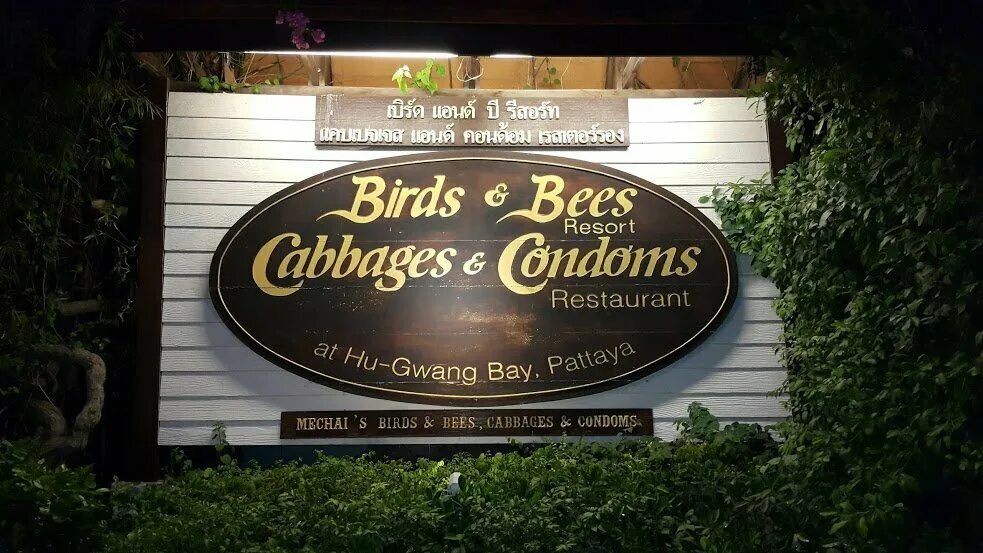 เบิร์ด แอนด์ บี รีสอร์ท
แคบเบจเจส แอนด์ คอนด้อม เรสเตอร์รอง
Birds & Bees
Resort
Cabbages & Condoms
Restaurant
at Hu-Gwang Bay, Pattaya
MECHAI'S BIRDS & BEES, CABBAGES & CONDOMS